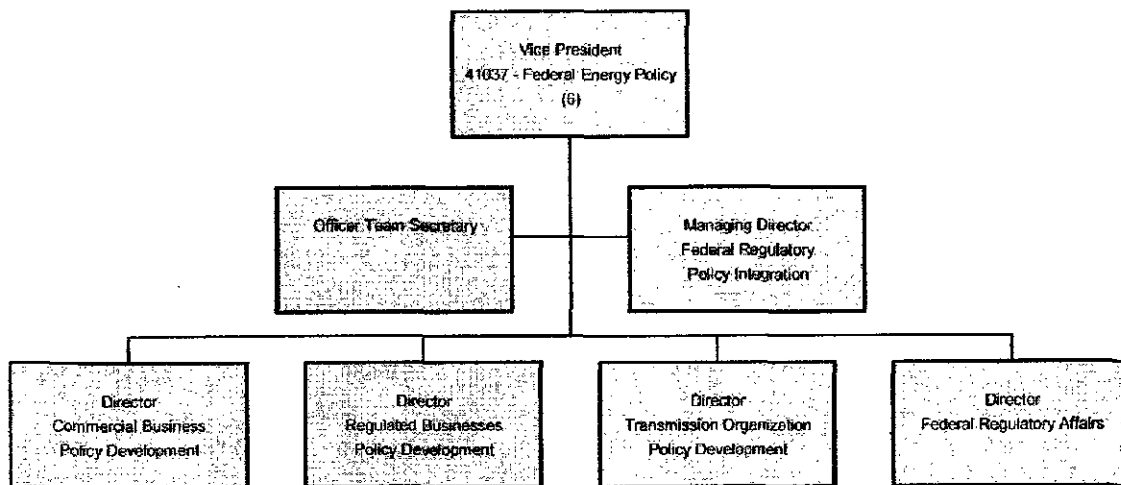 Vice President
41037 - Federal Energy Policy
(6)
Officer Team Secretary
Managing Director
Federal Regulatory
Policy Integration
Director
Commercial Business
Policy Development
Director
Regulated Businesses
Policy Development
Director
Transmission Organization
Policy Development
Director
Federal Regulatory Affairs